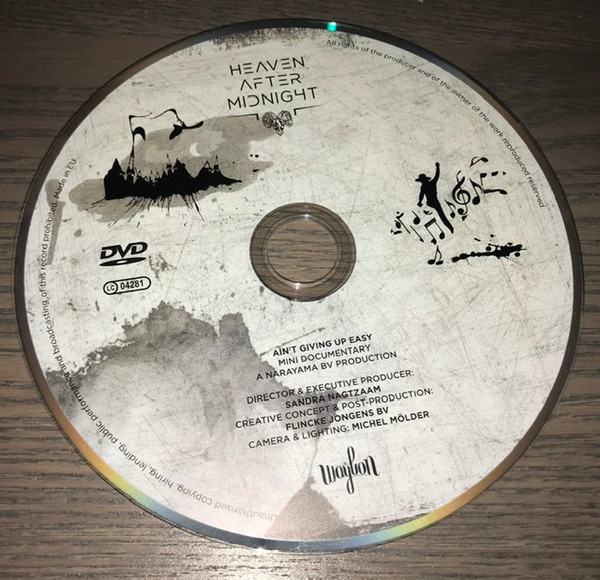 HEAVEN
AFTER
MIDNIGHT
All rights of the producer and of the owner of the work reproduced reserved
DVD
LC 04281
AIN'T GIVING UP EASY
MINI DOCUMENTARY
A NARAYAMA BV PRODUCTION
DIRECTOR & EXECUTIVE PRODUCER:
SANDRA NAGTZAAM
CREATIVE CONCEPT & POST-PRODUCTION:
FLINCKE JONGENS BV
CAMERA & LIGHTING: MICHEL MÖLDER
Waylon
Unauthorised copying, hiring, lending, public performance and broadcasting of this record prohibited. Made in EU.